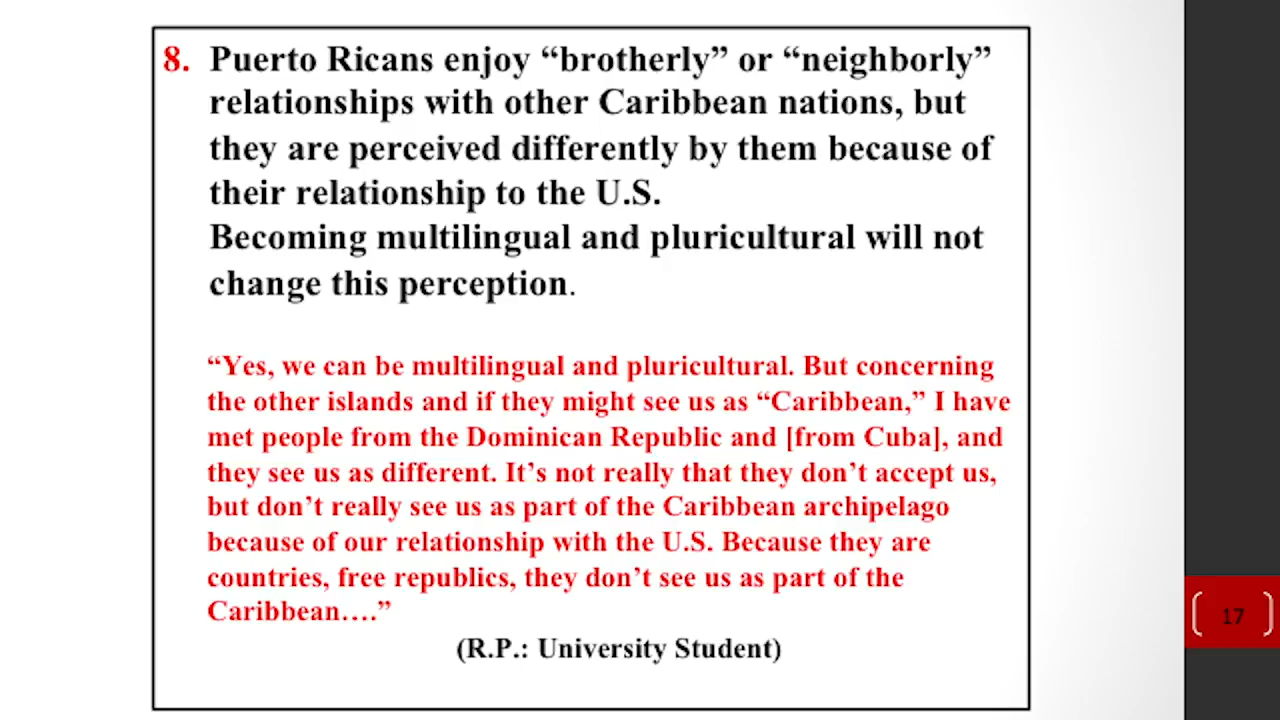 8. Puerto Ricans enjoy “brotherly” or “neighborly”
relationships with other Caribbean nations, but
they are perceived differently by them because of
their relationship to the U.S.
Becoming multilingual and pluricultural will not
change this perception.
“Yes, we can be multilingual and pluricultural. But concerning
the other islands and if they might see us as “Caribbean,” I have
met people from the Dominican Republic and [from Cuba], and
they see us as different. It’s not really that they don’t accept us,
but don’t really see us as part of the Caribbean archipelago
because of our relationship with the U.S. Because they are
countries, free republics, they don’t see us as part of the
Caribbean….”
(R.P.: University Student)
17